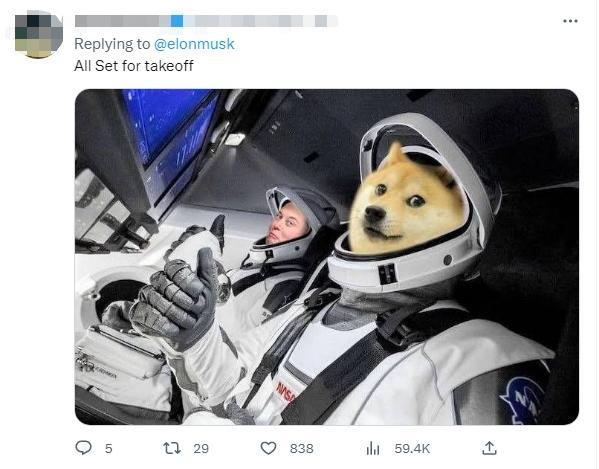 Replying to @elonmusk
All Set for takeoff
NASA
5
29
838
59.4K